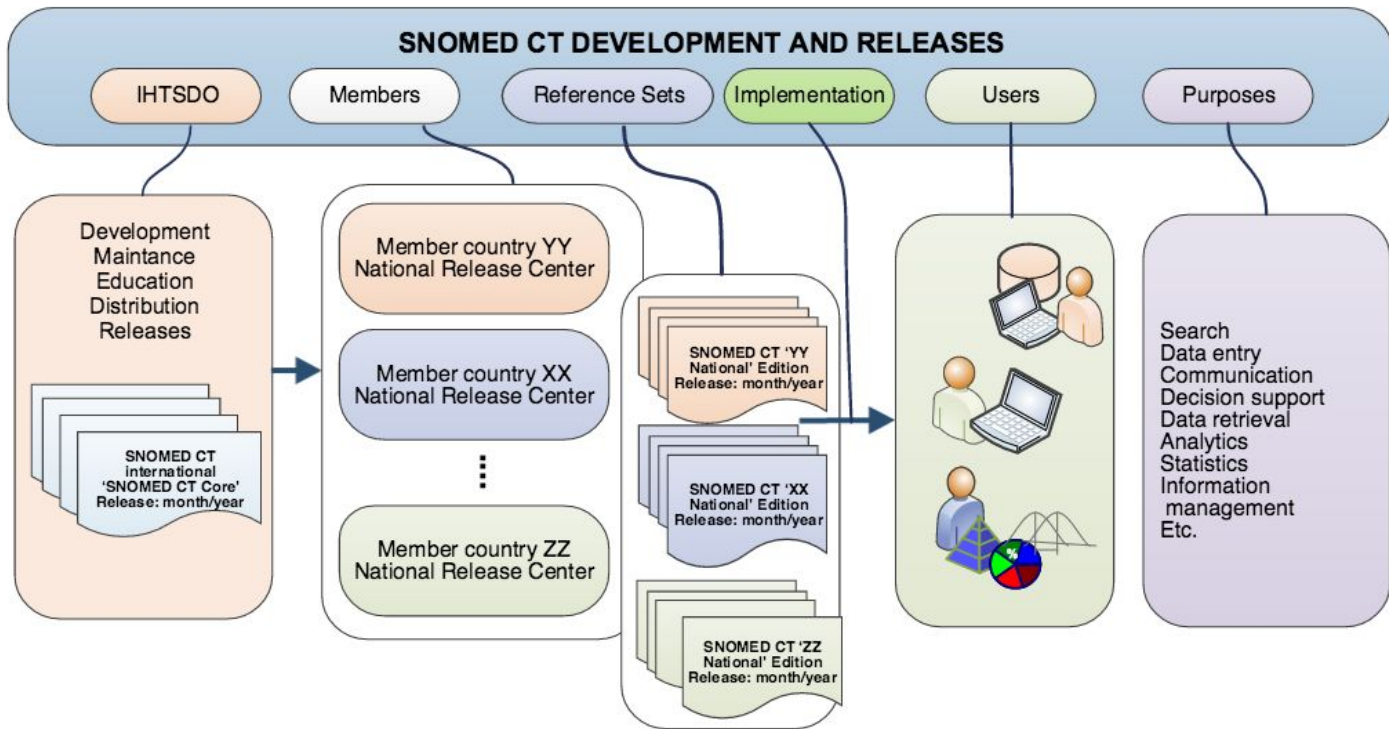 SNOMED CT DEVELOPMENT AND RELEASES
IHTSDO
Members
Reference Sets
Implementation
Users
Purposes
Development
Maintance
Education
Distribution
Releases
SNOMED CT
international
‘SNOMED CT Core’
Release: month/year
Member country YY
National Release Center
Member country XX
National Release Center
Member country ZZ
National Release Center
SNOMED CT ‘YY
National’ Edition
Release: month/year
SNOMED CT ‘XX
National’ Edition
Release: month/year
SNOMED CT ‘ZZ
National’ Edition
Release: month/year
%
Search
Data entry
Communication
Decision support
Data retrieval
Analytics
Statistics
Information
management
Etc.